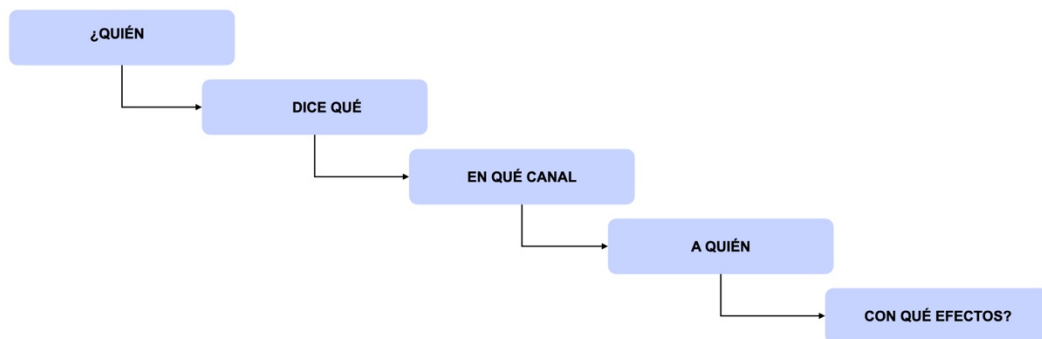 ¿QUIÉN
DICE QUÉ
EN QUÉ CANAL
A QUIÉN
CON QUÉ EFECTOS?